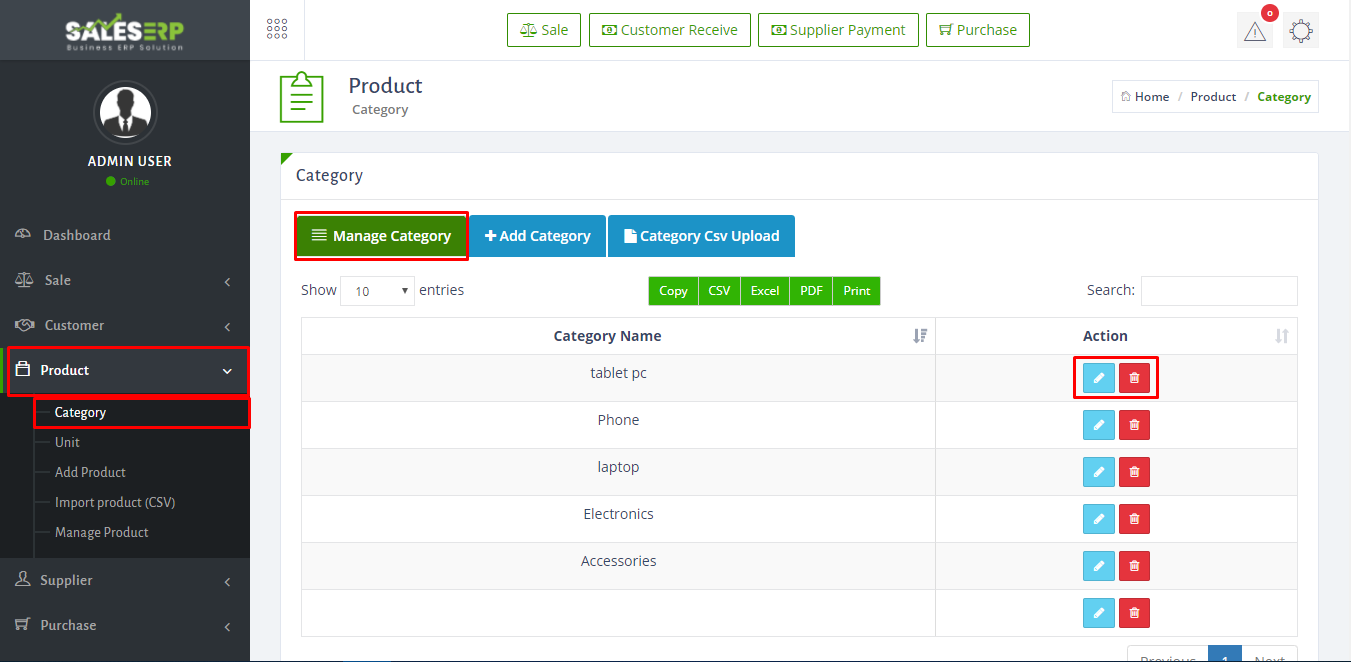 SALESERP
Business ERP Solution
Sale
Customer Receive
Supplier Payment
Purchase
0
Product
Category
Home / Product / Category
ADMIN USER
Online
Dashboard
Sale
Customer
Product
Category
Unit
Add Product
Import product (CSV)
Manage Product
Supplier
Purchase
Category
Manage Category
Add Category
Category Csv Upload
Show 10 entries
Copy CSV Excel PDF Print
Search:
Category Name Action
tablet pc
Phone
laptop
Electronics
Accessories
Previous 1 Next